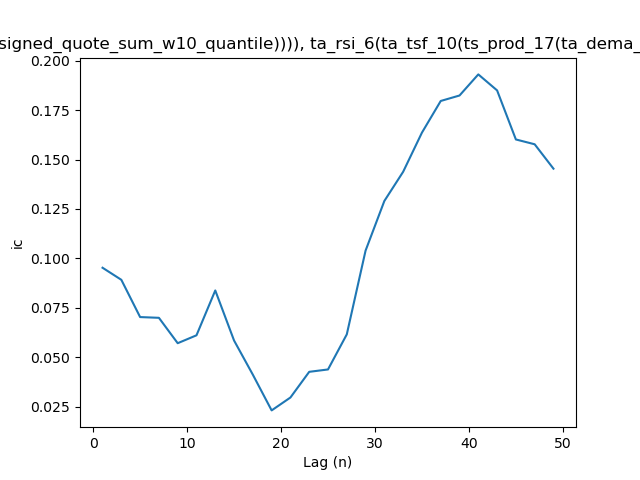 signed_quote_sum_w10_quantile)))), ta_rsi_6(ta_tsf_10(ts_prod_17(ta_dema_
0.200
0.175
0.150
0.125
0.100
0.075
0.050
0.025
ic
0 10 20 30 40 50
Lag (n)